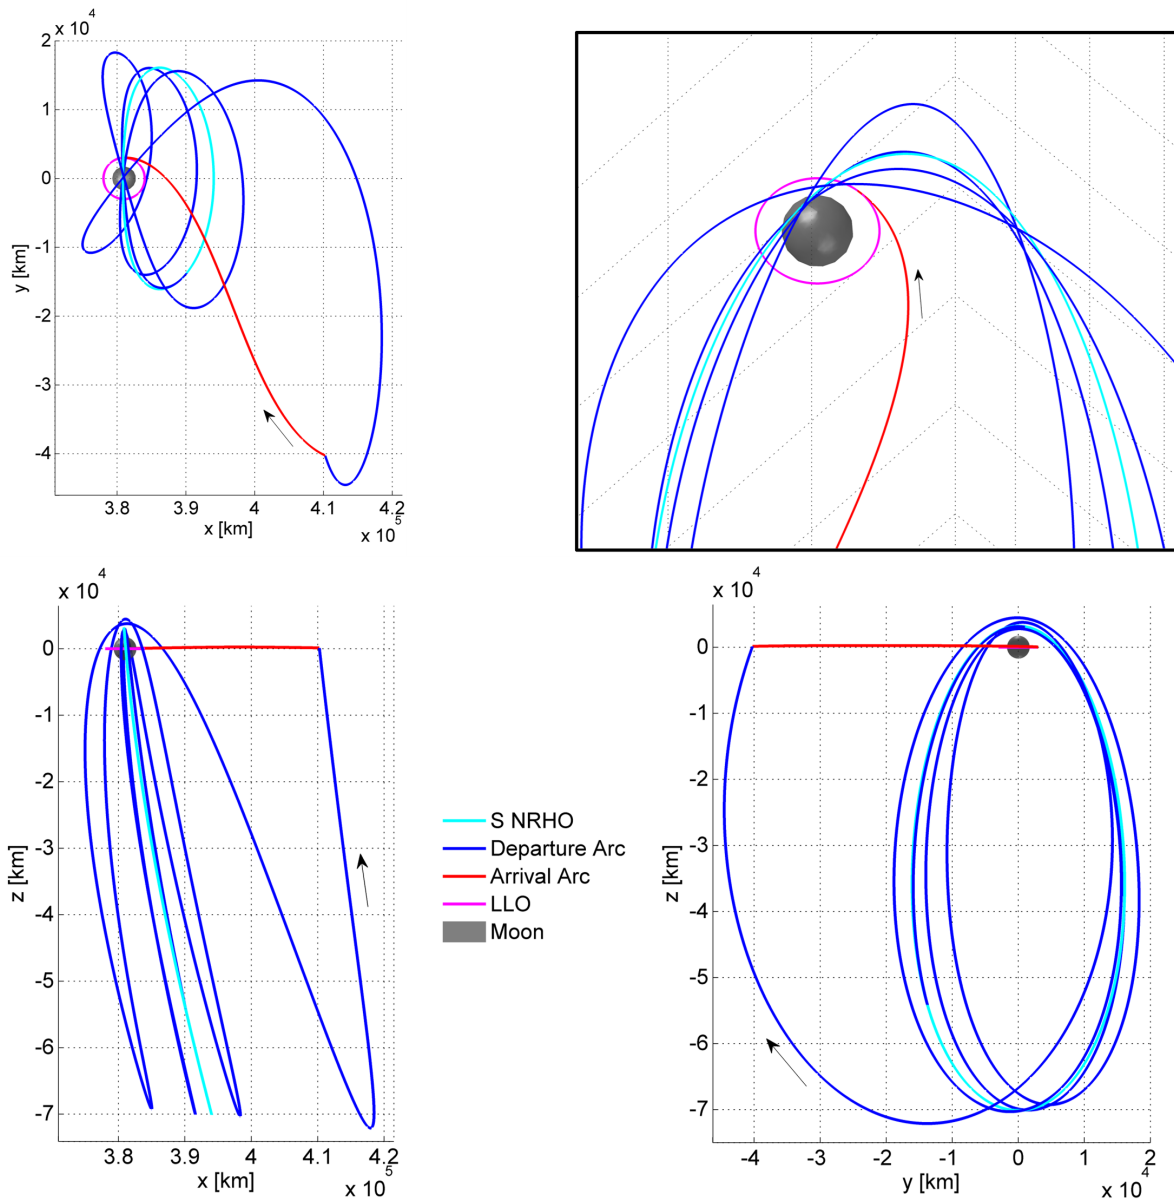 x 10^4
2
1
0
-1
-2
-3
-4
y [km]
3.8 3.9 4 4.1 4.2
x [km]
x 10^5
x 10^4
0
-1
-2
-3
-4
-5
-6
-7
z [km]
3.8 3.9 4 4.1 4.2
x [km]
x 10^5
S NRHO
Departure Arc
Arrival Arc
LLO
Moon
x 10^4
0
-1
-2
-3
-4
-5
-6
-7
z [km]
-4 -3 -2 -1 0 1 2
y [km]
x 10^4